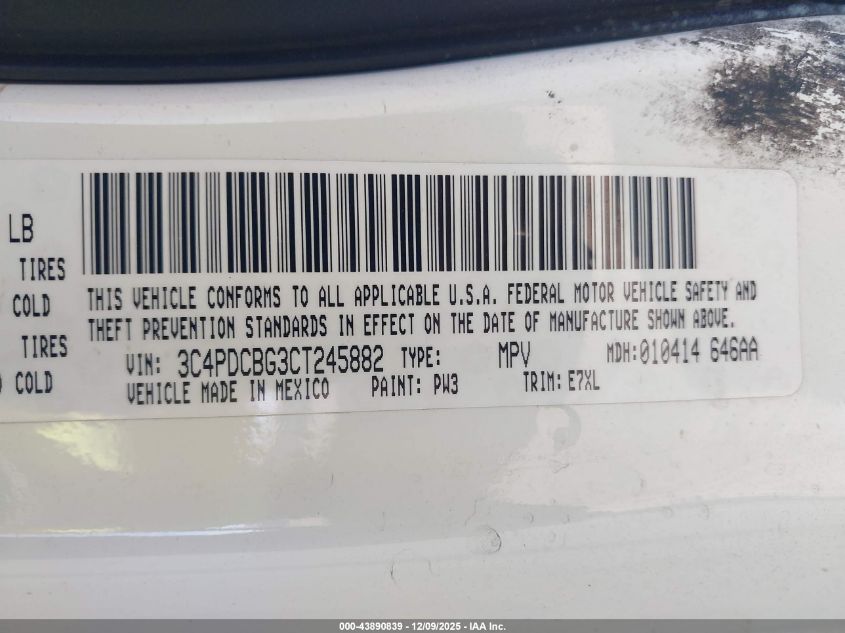 LB
TIRES
COLD
THIS VEHICLE CONFORMS TO ALL APPLICABLE U.S.A. FEDERAL MOTOR VEHICLE SAFETY AND
THEFT PREVENTION STANDARDS IN EFFECT ON THE DATE OF MANUFACTURE SHOWN ABOVE.
TIRES
VIN: 3C4PDCBG3CT245882 TYPE: MPV MDH:010414 646AA
COLD
VEHICLE MADE IN MEXICO PAINT: PW3 TRIM: E7XL
000-43890839 - 12/09/2025 - IAA Inc.